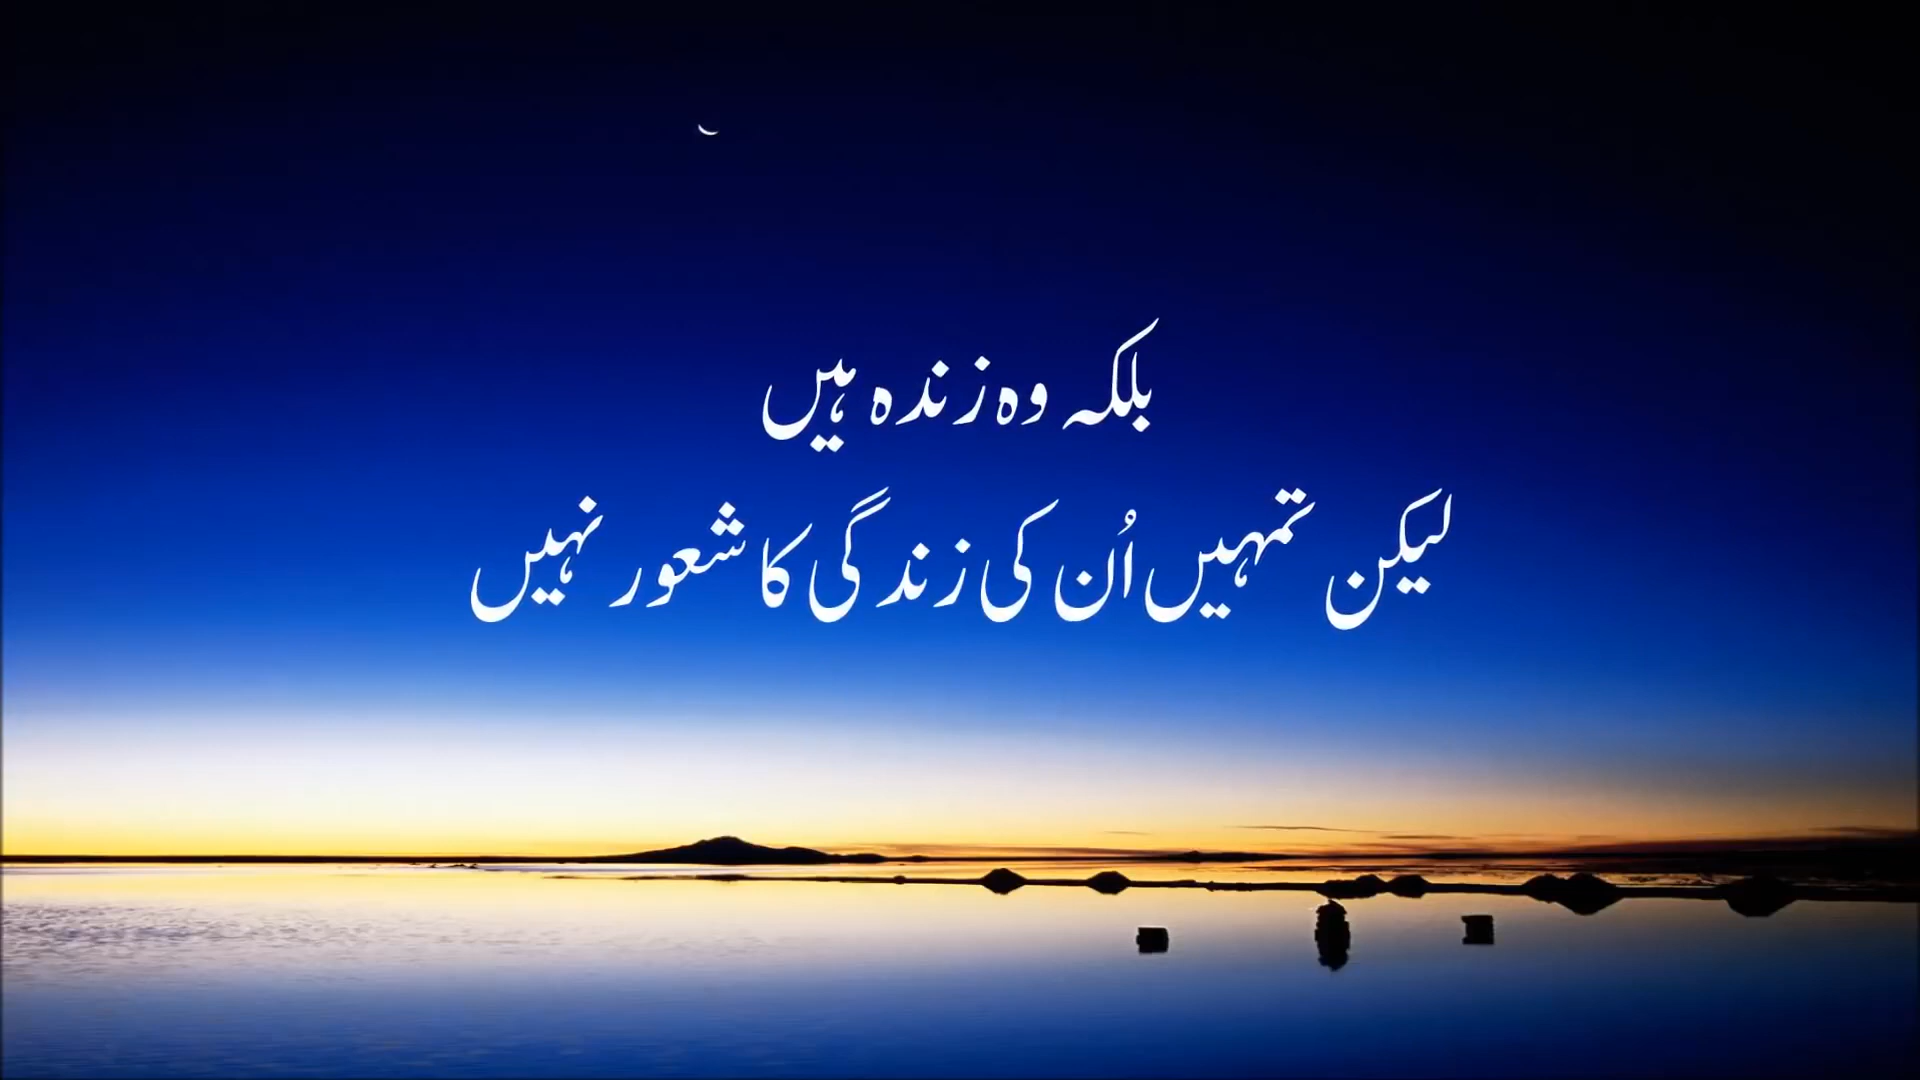 بلکہ وہ زندہ ہیں
لیکن تمہیں اُن کی زندگی کا شعور نہیں